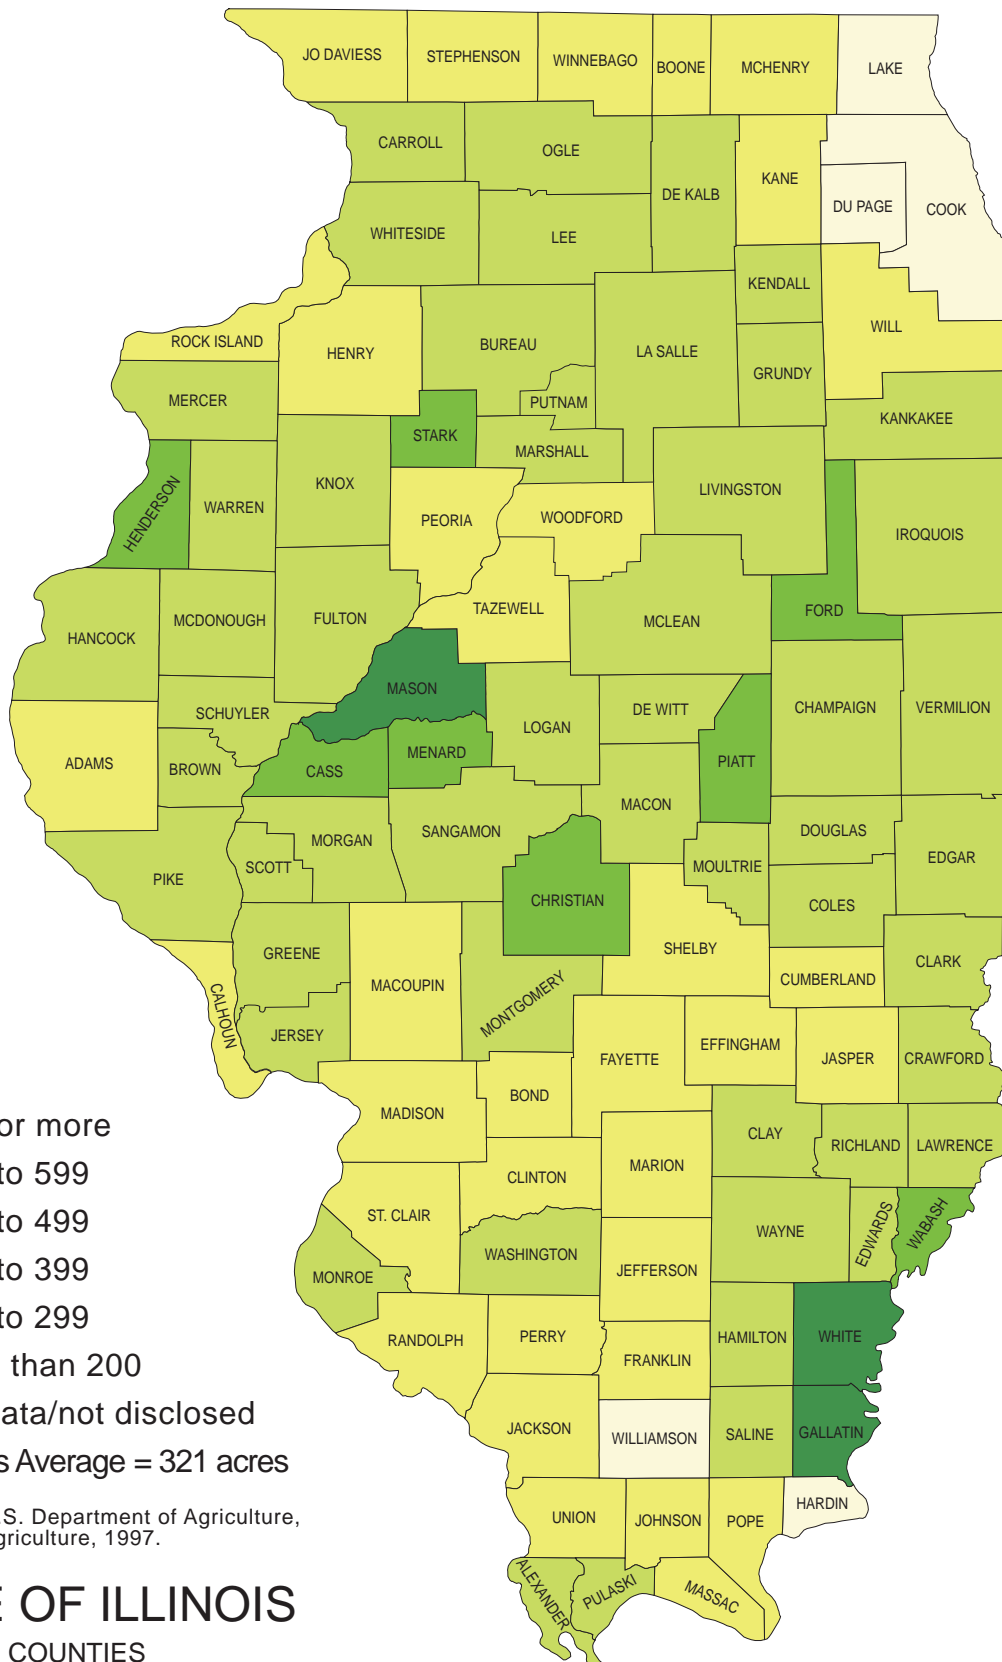 JO DAVIESS
STEPHENSON
WINNEBAGO
BOONE
MCHENRY
LAKE
CARROLL
OGLE
DE KALB
KANE
DU PAGE
COOK
WHITESIDE
LEE
KENDALL
ROCK ISLAND
HENRY
BUREAU
LA SALLE
WILL
GRUNDY
MERCER
PUTNAM
KANKAKEE
STARK
MARSHALL
HENDERSON
WARREN
KNOX
PEORIA
WOODFORD
LIVINGSTON
IROQUOIS
HANCOCK
MCDONOUGH
FULTON
TAZEWELL
MCLEAN
FORD
MASON
SCHUYLER
LOGAN
DE WITT
CHAMPAIGN
VERMILION
ADAMS
BROWN
CASS
MENARD
PIATT
MACON
SANGAMON
MORGAN
SCOTT
DOUGLAS
EDGAR
PIKE
MOULTRIE
CHRISTIAN
COLES
GREENE
MACOUPIN
MONTGOMERY
SHELBY
CUMBERLAND
CLARK
CALHOUN
JERSEY
FAYETTE
EFFINGHAM
JASPER
CRAWFORD
MADISON
BOND
CLAY
RICHLAND
LAWRENCE
CLINTON
MARION
ST. CLAIR
WASHINGTON
WAYNE
EDWARDS
WABASH
MONROE
JEFFERSON
RANDOLPH
PERRY
FRANKLIN
HAMILTON
WHITE
JACKSON
WILLIAMSON
SALINE
GALLATIN
HARDIN
UNION
JOHNSON
POPE
ALEXANDER
PULASKI
MASSAC
or more
to 599
to 499
to 399
to 299
than 200
ata/not disclosed
s Average = 321 acres
.S. Department of Agriculture,
griculture, 1997.
E OF ILLINOIS
COUNTIES